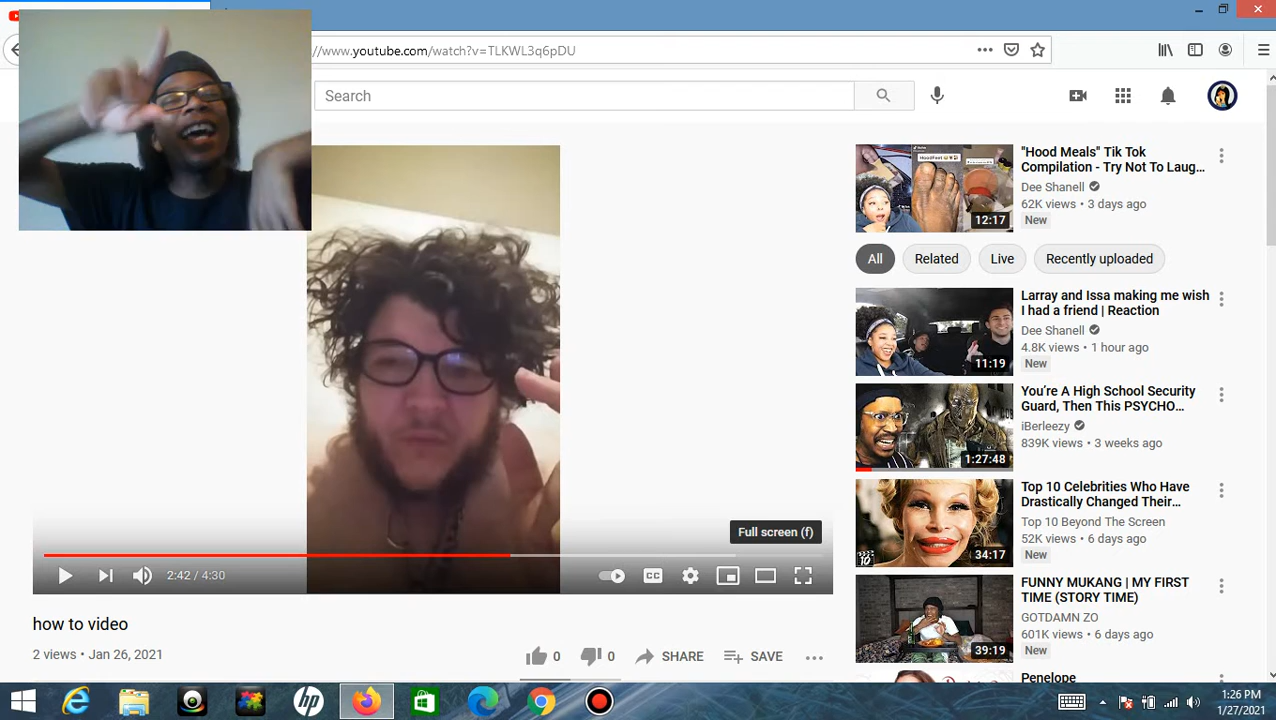 //www.youtube.com/watch?v=TLKWL3q6pDU
Search
"Hood Meals" Tik Tok
Compilation - Try Not To Laug...
Dee Shanell
62K views • 3 days ago
New
12:17
All
Related
Live
Recently uploaded
Larray and Issa making me wish
I had a friend | Reaction
Dee Shanell
4.8K views • 1 hour ago
New
11:19
You're A High School Security
Guard, Then This PSYCHO...
iBerleezy
839K views • 3 weeks ago
1:27:48
Top 10 Celebrities Who Have
Drastically Changed Their...
Top 10 Beyond The Screen
52K views • 6 days ago
New
34:17
FUNNY MUKANG | MY FIRST
TIME (STORY TIME)
GOTDAMN ZO
601K views • 6 days ago
New
39:19
Penelope
Full screen (f)
2:42 / 4:30
CC
how to video
2 views • Jan 26, 2021
0
0
SHARE
SAVE
hp
1:26 PM
1/27/2021